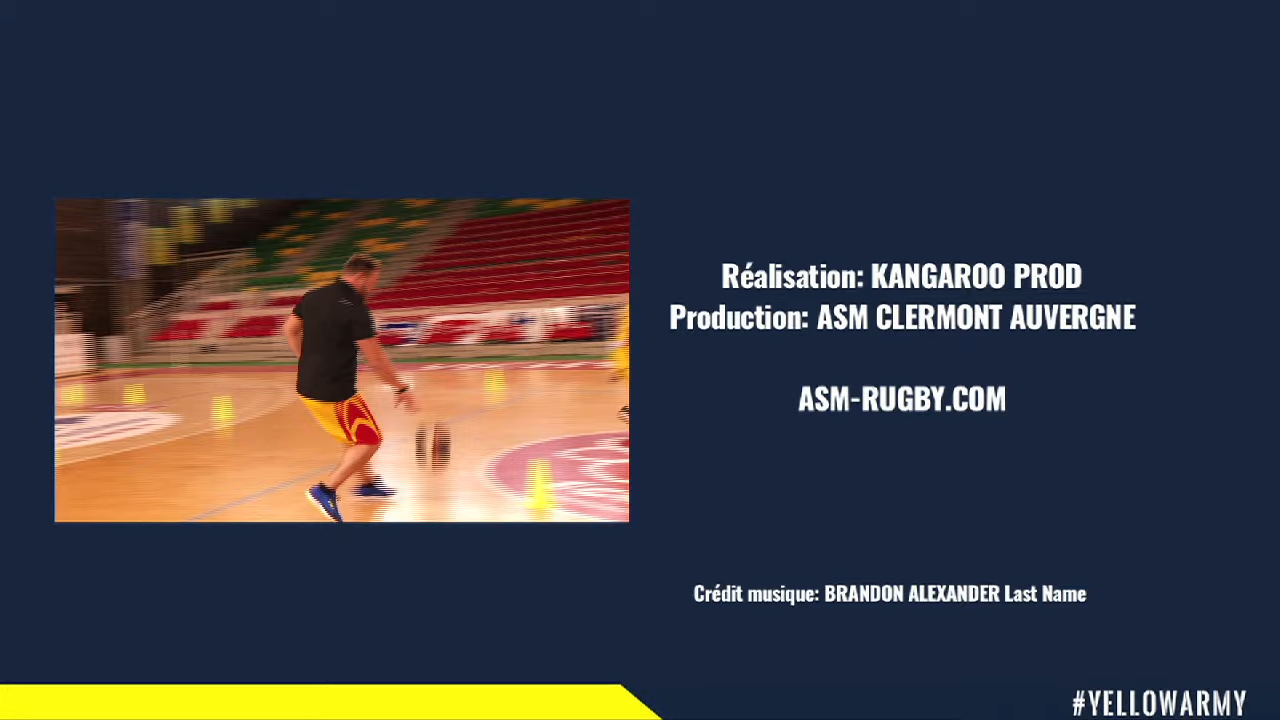 Réalisation: KANGAROO PROD
Production: ASM CLERMONT AUVERGNE
ASM-RUGBY.COM
Crédit musique: BRANDON ALEXANDER Last Name
#YELLOWARMY